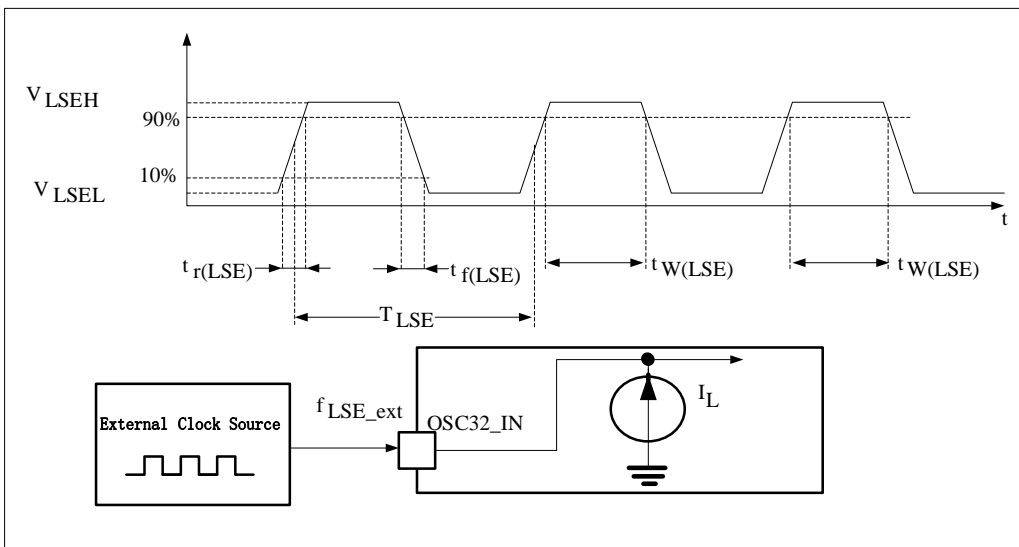 V LSEH
90%
10%
V LSEL
t
t r(LSE)
t f(LSE)
t W(LSE)
t W(LSE)
T LSE
f LSE_ext
External Clock Source
OSC32_IN
I L